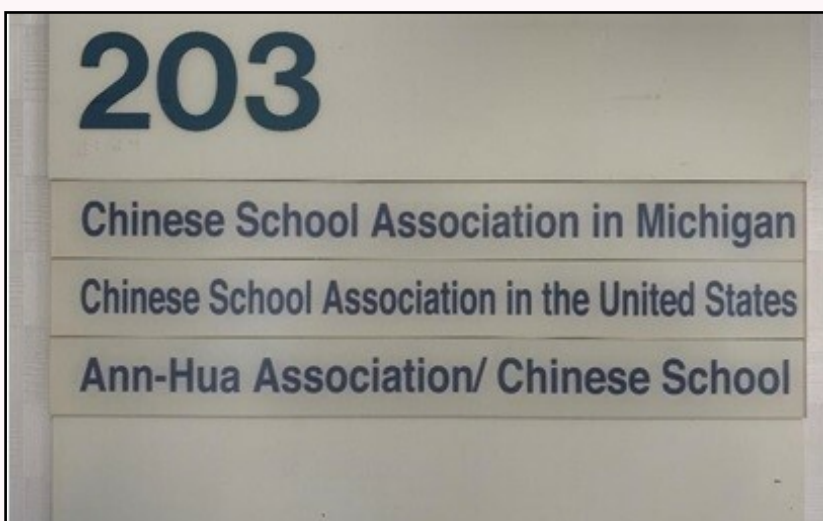 203
Chinese School Association in Michigan
Chinese School Association in the United States
Ann-Hua Association/ Chinese School